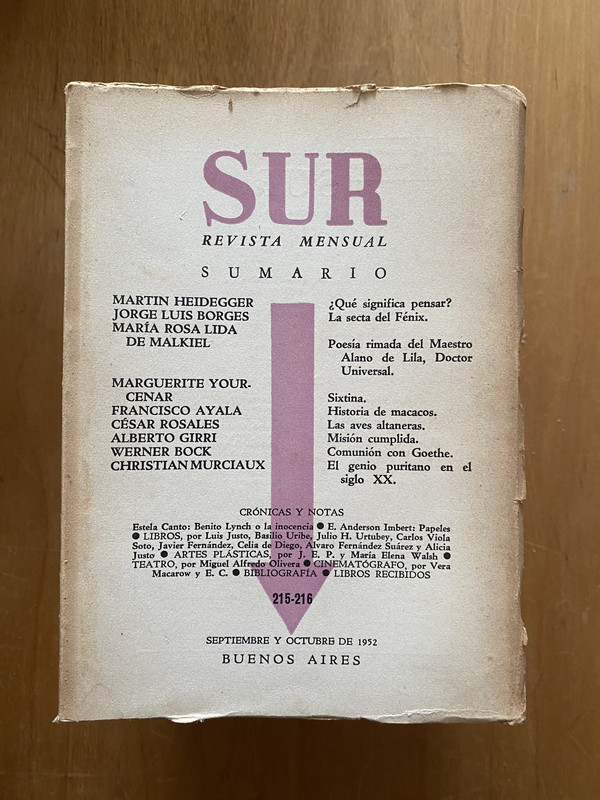 SUR
REVISTA MENSUAL
SUMARIO
MARTIN HEIDEGGER ¿Qué significa pensar?
JORGE LUIS BORGES La secta del Fénix.
MARÍA ROSA LIDA
DE MALKIEL Poesía rimada del Maestro
Alano de Lila, Doctor
Universal.
MARGUERITE YOUR-
CENAR Sixtina.
FRANCISCO AYALA Historia de macacos.
CÉSAR ROSALES Las aves altaneras.
ALBERTO GIRRI Misión cumplida.
WERNER BOCK Comunión con Goethe.
CHRISTIAN MURCIAUX El genio puritano en el
siglo XX.
CRÓNICAS Y NOTAS
Estela Canto: Benito Lynch o la inocencia ● E. Anderson Imbert: Papeles
● LIBROS, por Luis Justo, Basilio Uribe, Julio H. Urtubey, Carlos Viola
Soto, Javier Fernández, Celia de Diego, Alvaro Fernández Suárez y Alicia
Justo ● ARTES PLÁSTICAS, por J. E. P. y María Elena Walsh ●
TEATRO, por Miguel Alfredo Olivera ● CINEMATÓGRAFO, por Vera
Macarow y E. C. ● BIBLIOGRAFÍA ● LIBROS RECIBIDOS
215-216
SEPTIEMBRE Y OCTUBRE DE 1952
BUENOS AIRES